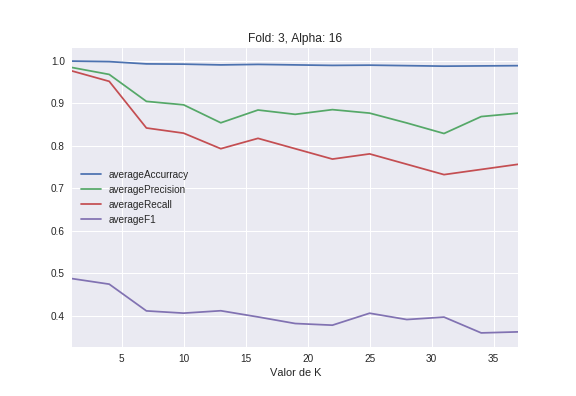 Fold: 3, Alpha: 16
1.0
0.9
0.8
0.7
0.6
0.5
0.4
averageAccurracy
averagePrecision
averageRecall
averageF1
5 10 15 20 25 30 35
Valor de K